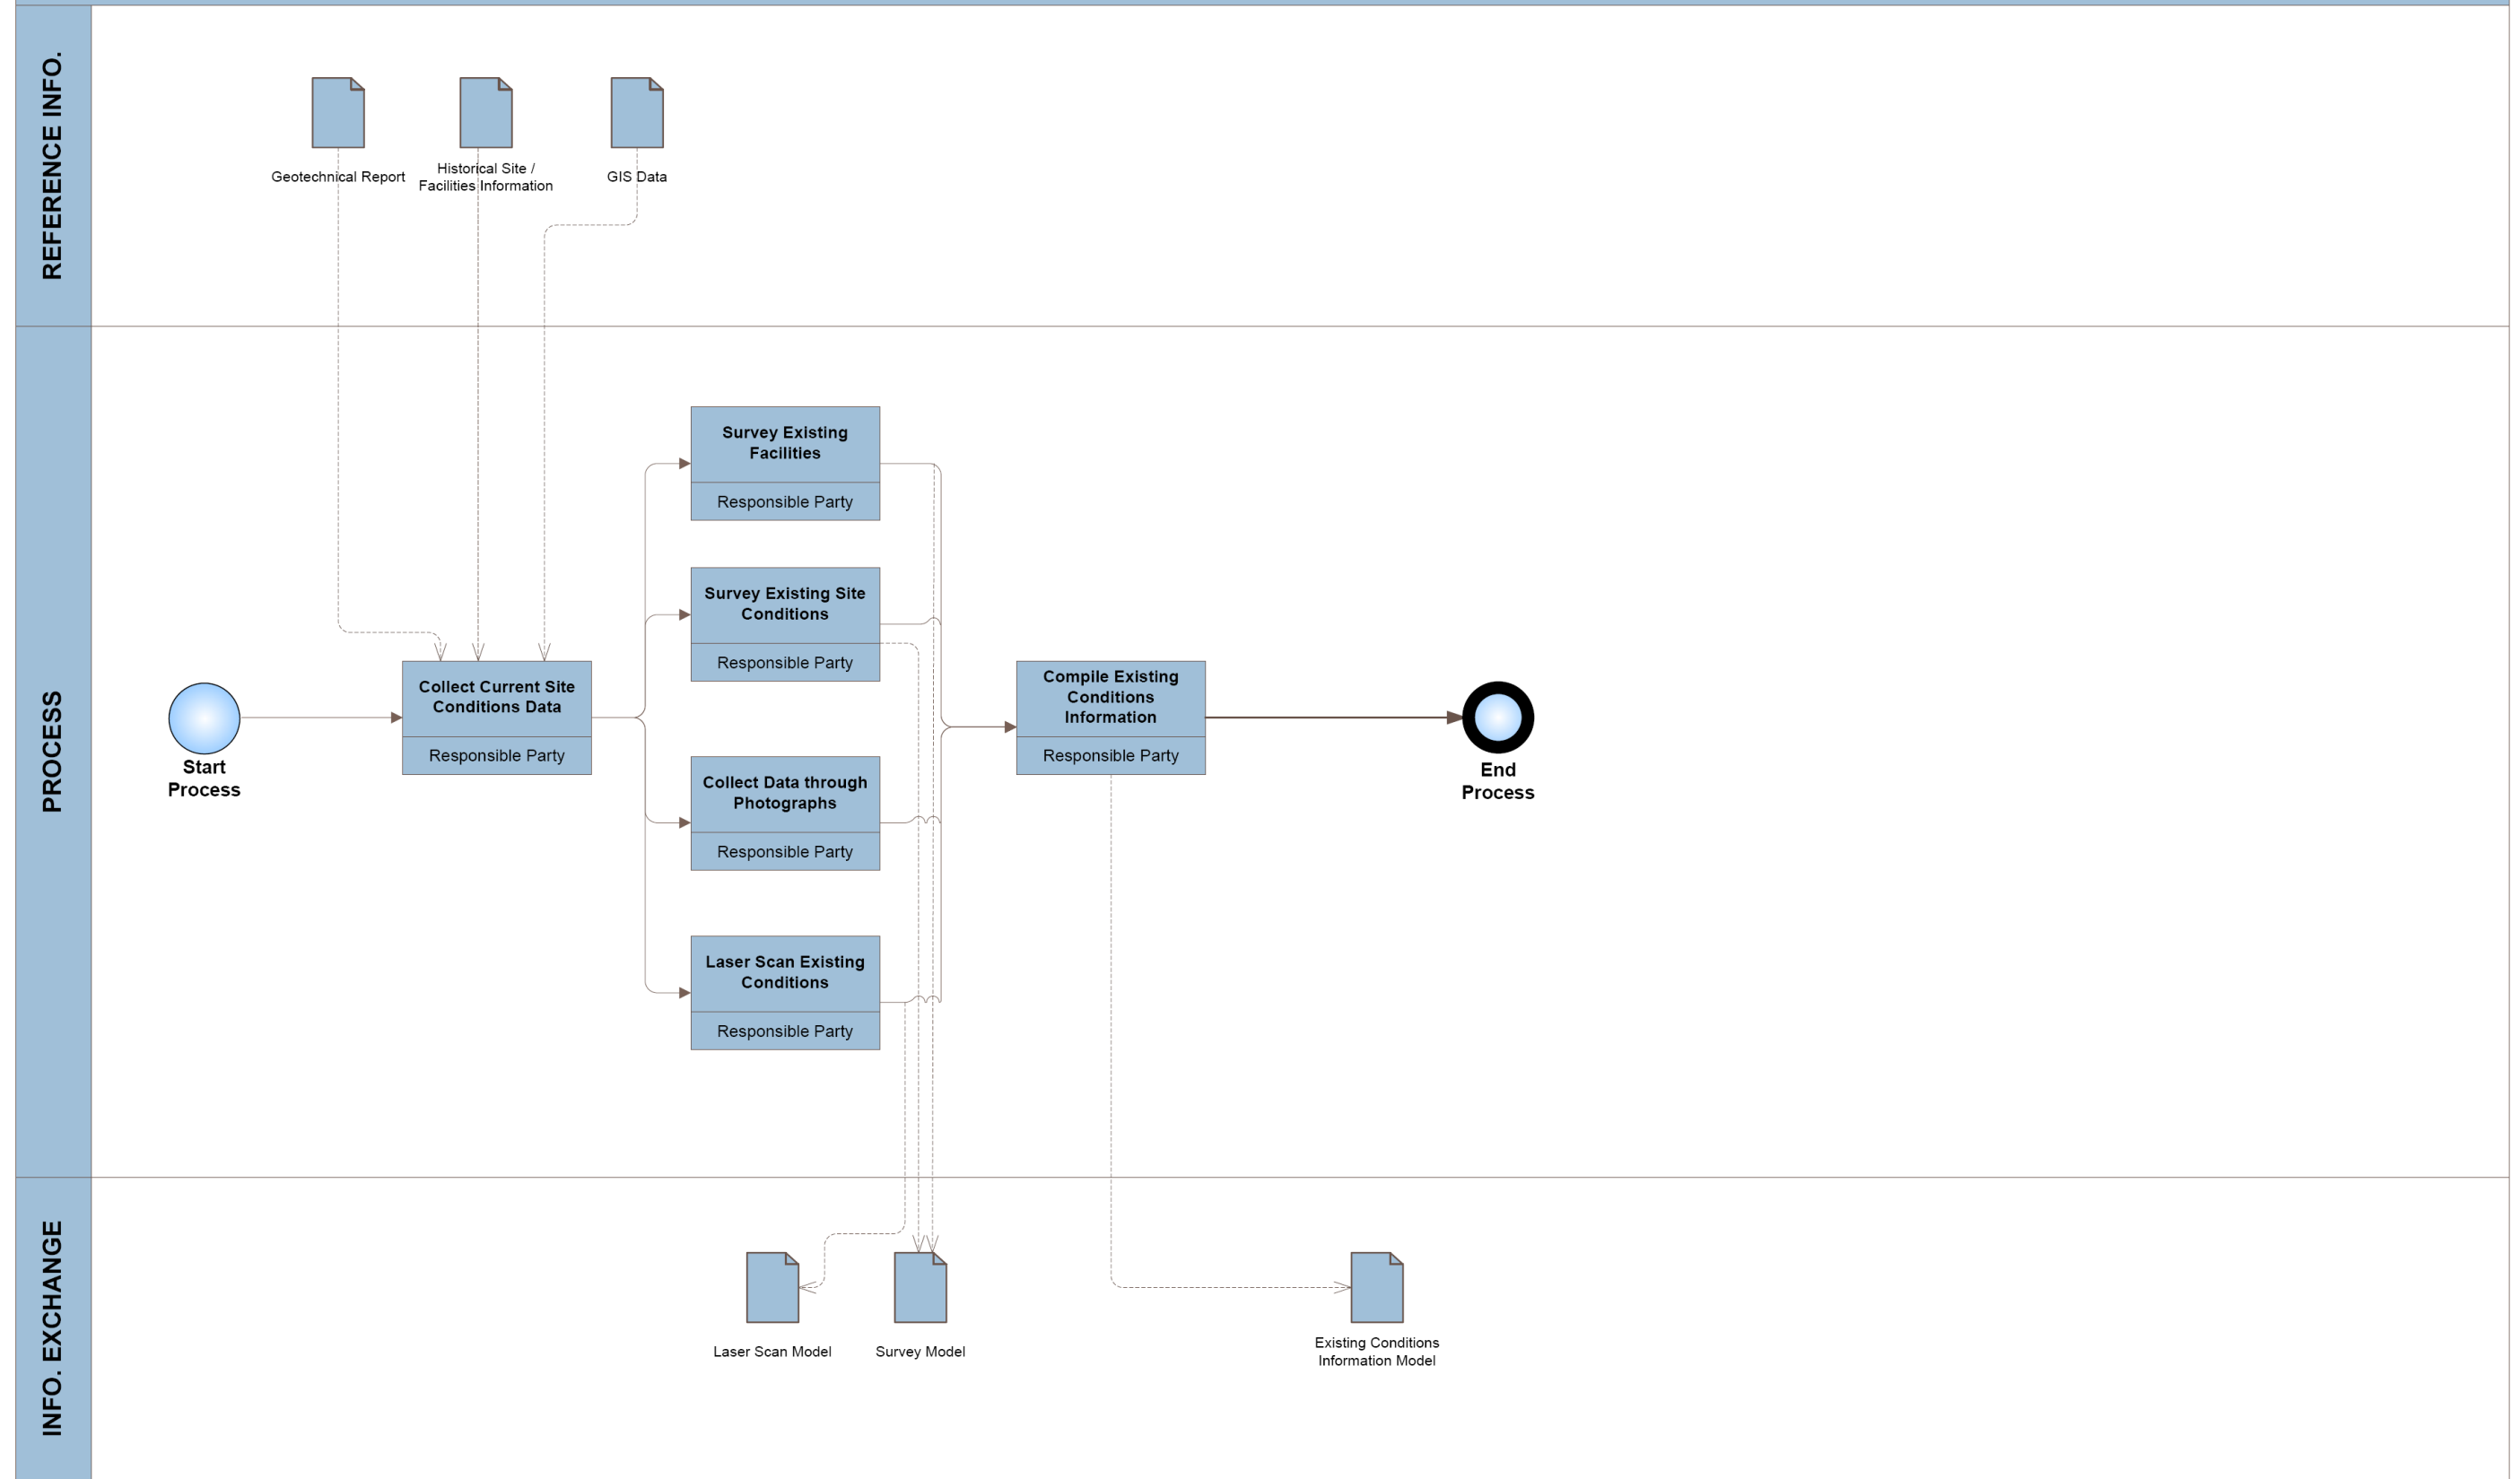 REFERENCE INFO.
Geotechnical Report
Historical Site /
Facilities Information
GIS Data
PROCESS
Start
Process
Collect Current Site
Conditions Data
Responsible Party
Survey Existing
Facilities
Responsible Party
Survey Existing Site
Conditions
Responsible Party
Collect Data through
Photographs
Responsible Party
Laser Scan Existing
Conditions
Responsible Party
Compile Existing
Conditions
Information
Responsible Party
End
Process
INFO. EXCHANGE
Laser Scan Model
Survey Model
Existing Conditions
Information Model